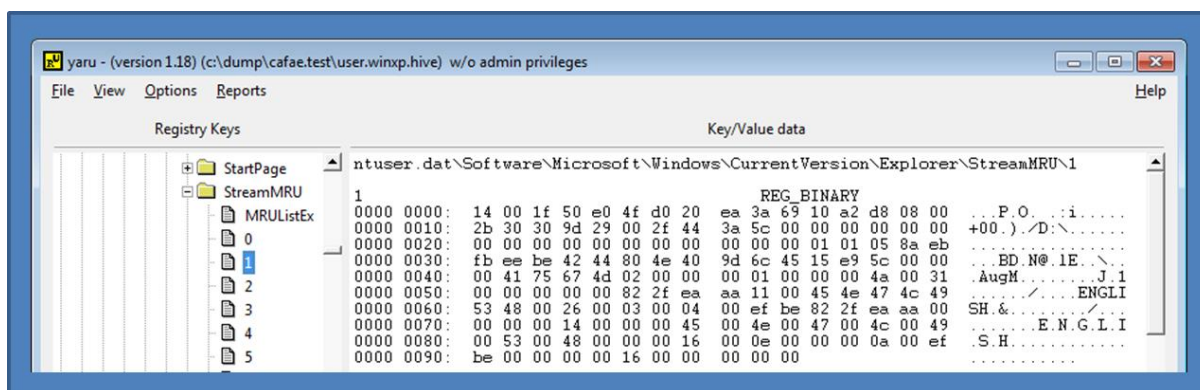 yaru - (version 1.18) (c:\dump\cafae.test\user.winxp.hive) w/o admin privileges
File View Options Reports Help
Registry Keys Key/Value data
StartPage
StreamMRU
MRUListEx
0
1
2
3
4
5
ntuser.dat\Software\Microsoft\Windows\CurrentVersion\Explorer\StreamMRU\1
1 REG_BINARY
0000 0000: 14 00 1f 50 e0 4f d0 20 ea 3a 69 10 a2 d8 08 00 ...P.O. .:i.....
0000 0010: 2b 30 30 9d 29 00 2f 44 3a 5c 00 00 00 00 00 00 +00.)./D:\......
0000 0020: 00 00 00 00 00 00 00 00 00 00 00 01 01 05 8a eb ................
0000 0030: fb ee be 42 44 80 4e 40 9d 6c 45 15 e9 5c 00 00 ...BD.N@.lE..\..
0000 0040: 00 41 75 67 4d 02 00 00 00 01 00 00 00 4a 00 31 .AugM........J.1
0000 0050: 00 00 00 00 00 82 2f ea aa 11 00 45 4e 47 4c 49 ....../....ENGLI
0000 0060: 53 48 00 26 00 03 00 04 00 ef be 82 2f ea aa 00 SH.&......../...
0000 0070: 00 00 00 14 00 00 00 45 00 4e 00 47 00 4c 00 49 .......E.N.G.L.I
0000 0080: 00 53 00 48 00 00 00 16 00 0e 00 00 00 0a 00 ef .S.H............
0000 0090: be 00 00 00 00 16 00 00 00 00 00 ...........